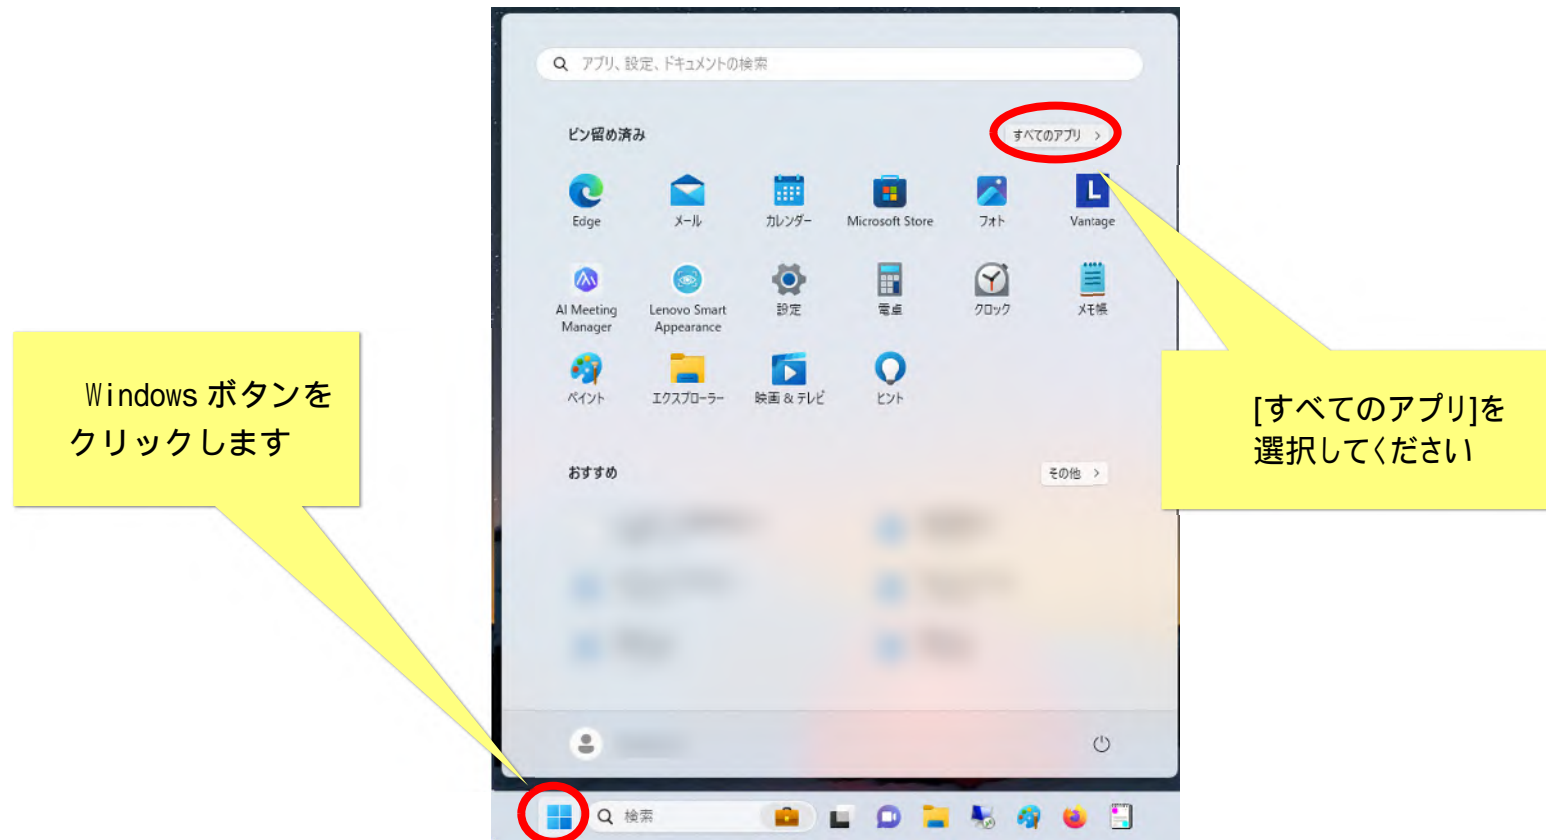 アプリ、設定、ドキュメントの検索
ピン留め済み
すべてのアプリ >
Edge
メール
カレンダー
Microsoft Store
フォト
L
Vantage
AI Meeting
Manager
Lenovo Smart
Appearance
設定
電卓
クロック
メモ帳
ペイント
エクスプローラー
映画 & テレビ
ヒント
Windows ボタンを
クリックします
[すべてのアプリ]を
選択してください
おすすめ
その他 >
検索